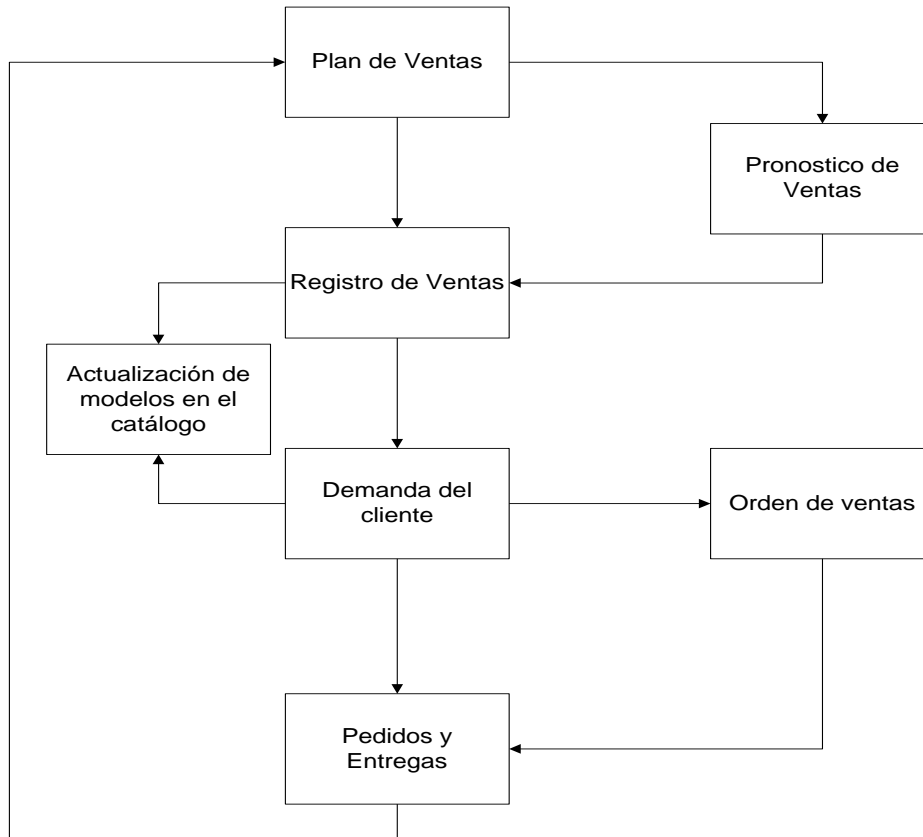 Plan de Ventas
Pronostico de
Ventas
Registro de Ventas
Actualización de
modelos en el
catálogo
Demanda del
cliente
Orden de ventas
Pedidos y
Entregas